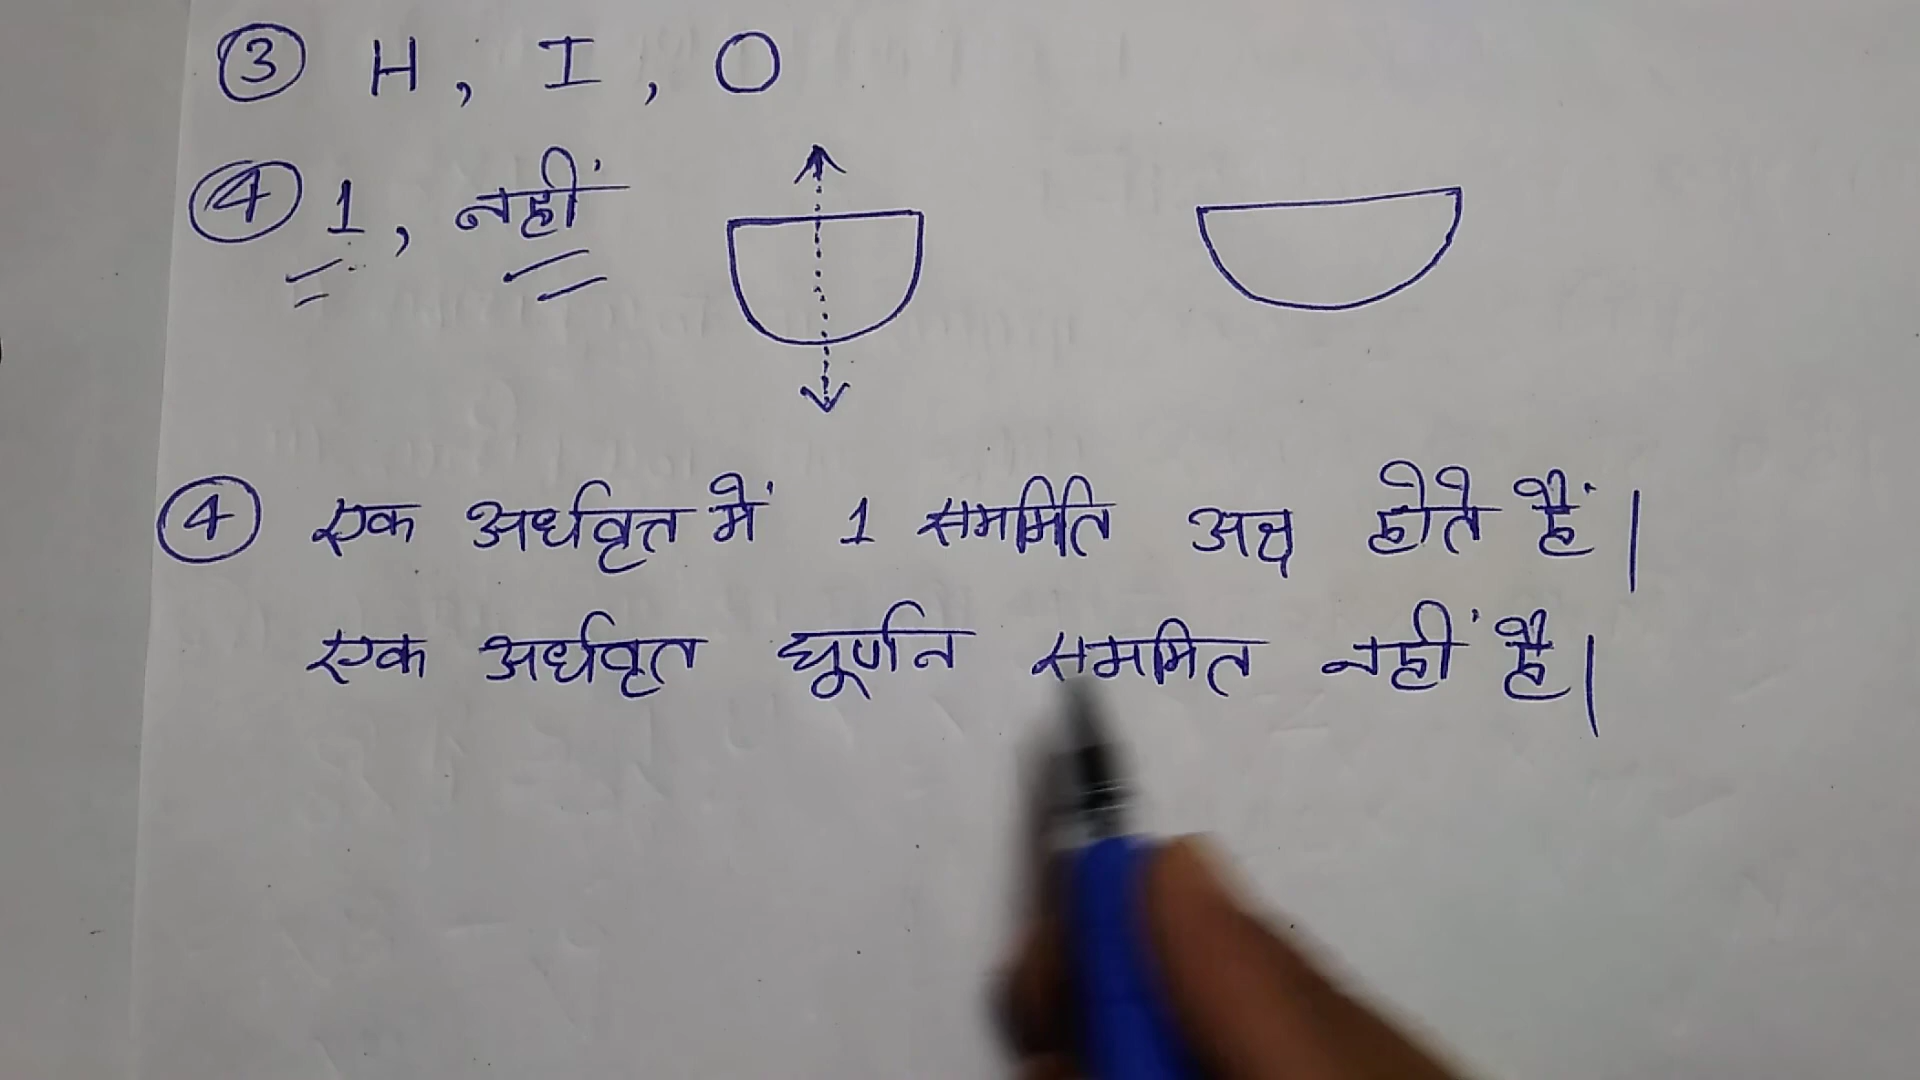 ③ H, I, O
④ 1, नहीं
④ एक अर्धवृत्त में 1 सममिति अक्ष होते हैं।
एक अर्धवृत घूर्णन सममित नहीं है।